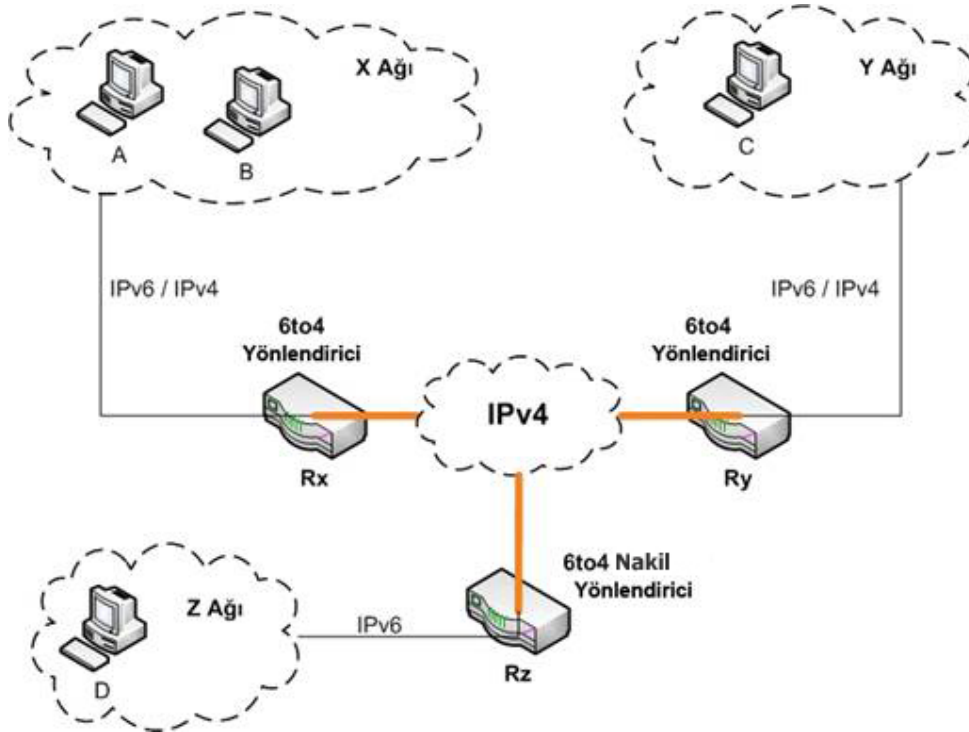 X Ağı
Y Ağı
A
B
C
IPv6 / IPv4
IPv6 / IPv4
6to4
Yönlendirici
6to4
Yönlendirici
IPv4
Rx
Ry
6to4 Nakil
Yönlendirici
Z Ağı
IPv6
D
Rz